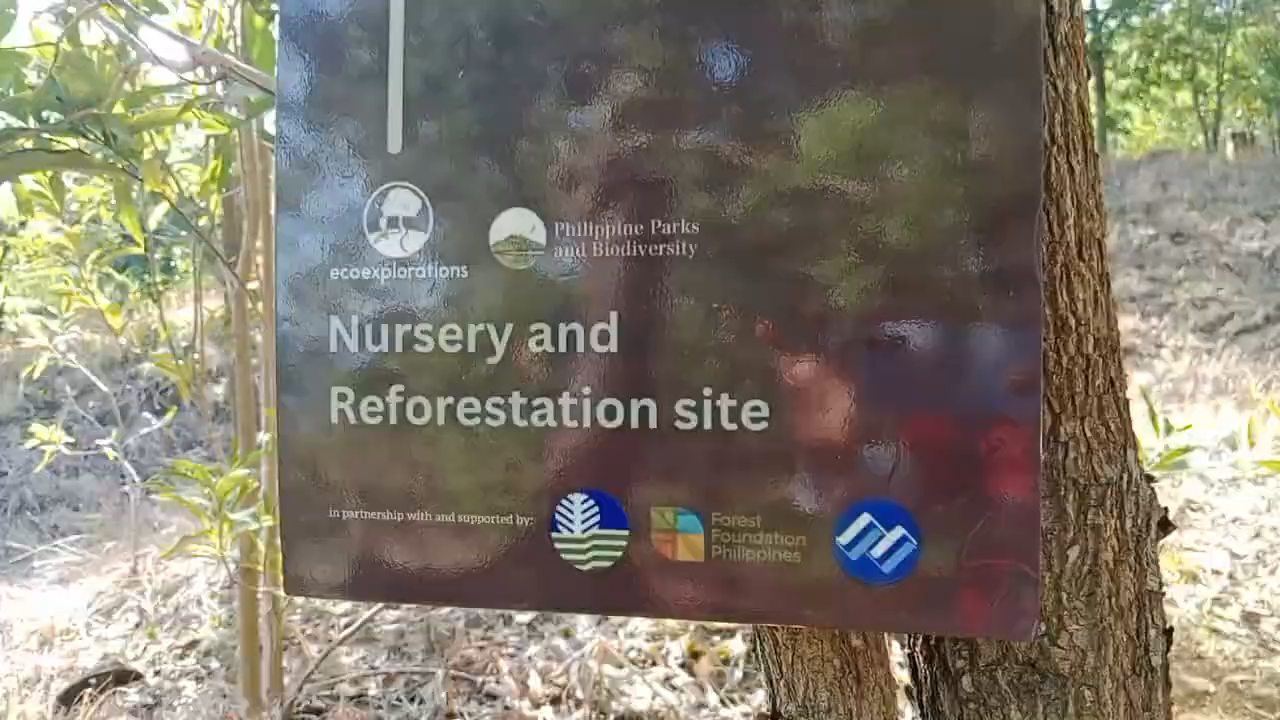 ecoexplorations
Philippine Parks
and Biodiversity
Nursery and
Reforestation site
in partnership with and supported by:
Forest
Foundation
Philippines